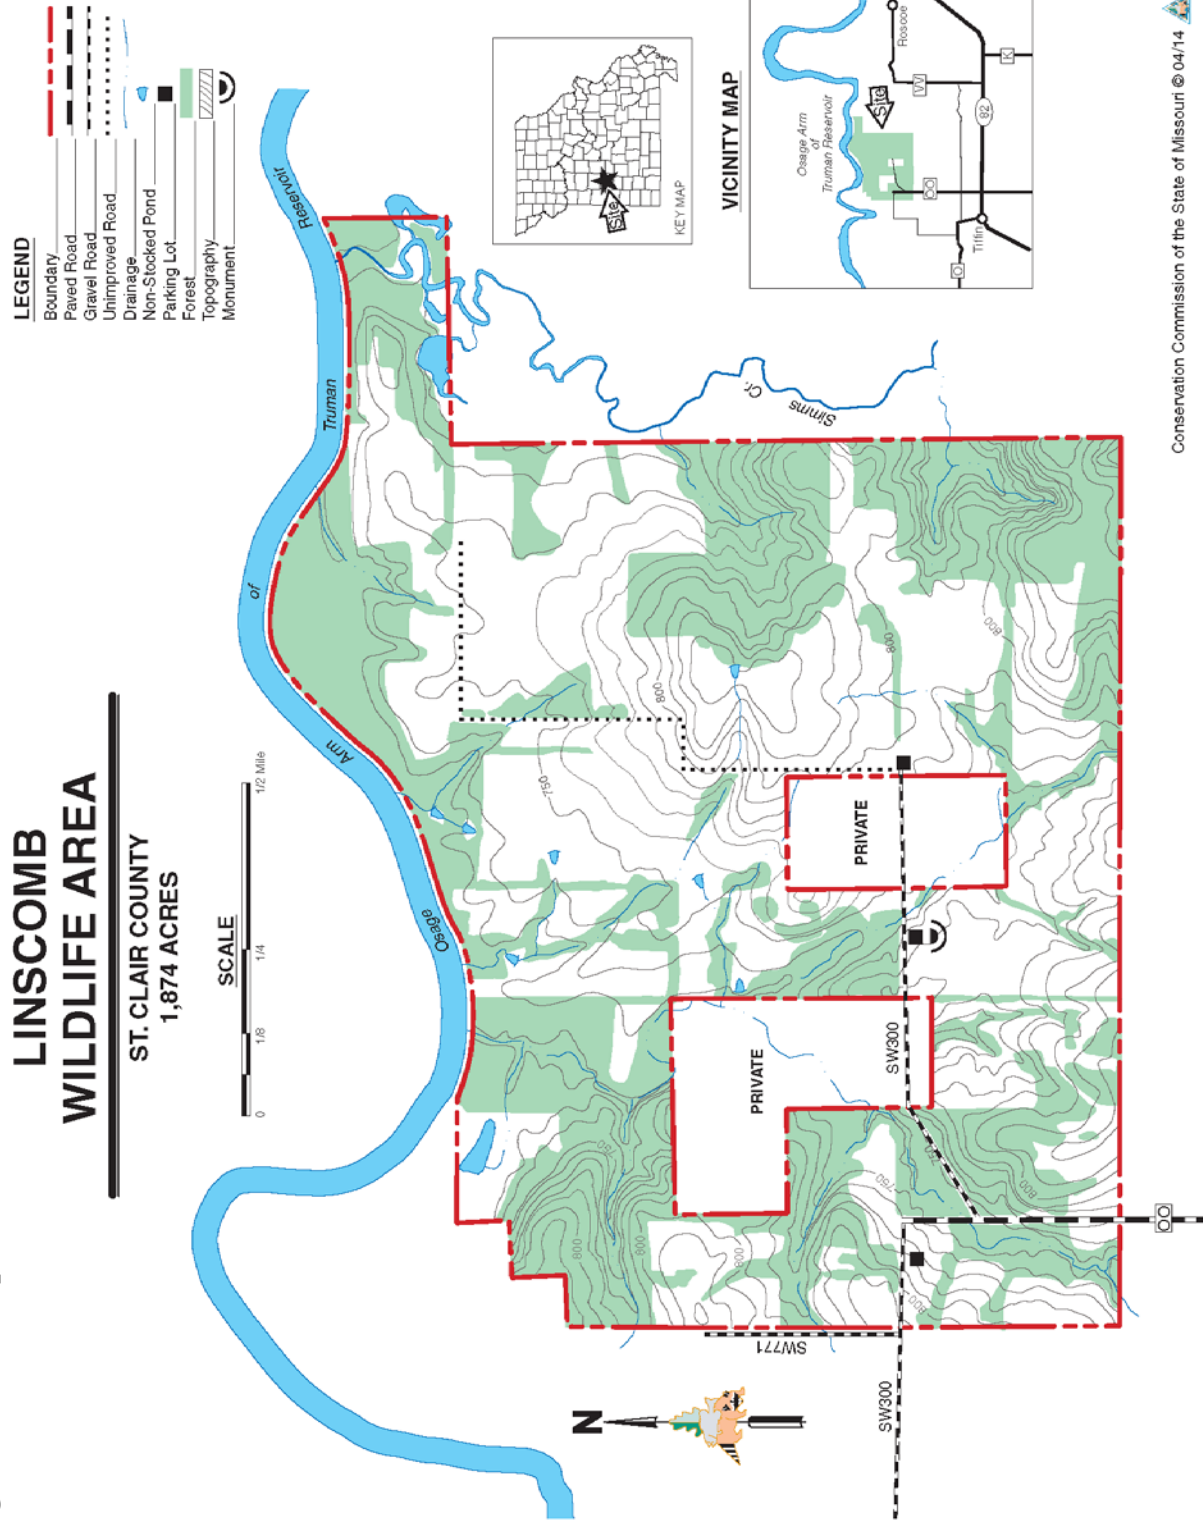 LINSCOMB
WILDLIFE AREA
ST. CLAIR COUNTY
1,874 ACRES
SCALE
0
1/8
1/4
1/2 Mile
LEGEND
Boundary
Paved Road
Gravel Road
Unimproved Road
Drainage
Non-Stocked Pond
Parking Lot
Forest
Topography
Monument
Osage
Arm
of
Truman
Reservoir
Simms
Cr.
750
800
800
800
750
800
800
800
750
750
800
800
PRIVATE
PRIVATE
SW300
SW771
SW300
OO
N
Site
KEY MAP
VICINITY MAP
Osage Arm
of
Truman Reservoir
Site
Roscoe
VV
82
K
OO
Tiffin
O
Conservation Commission of the State of Missouri © 04/14